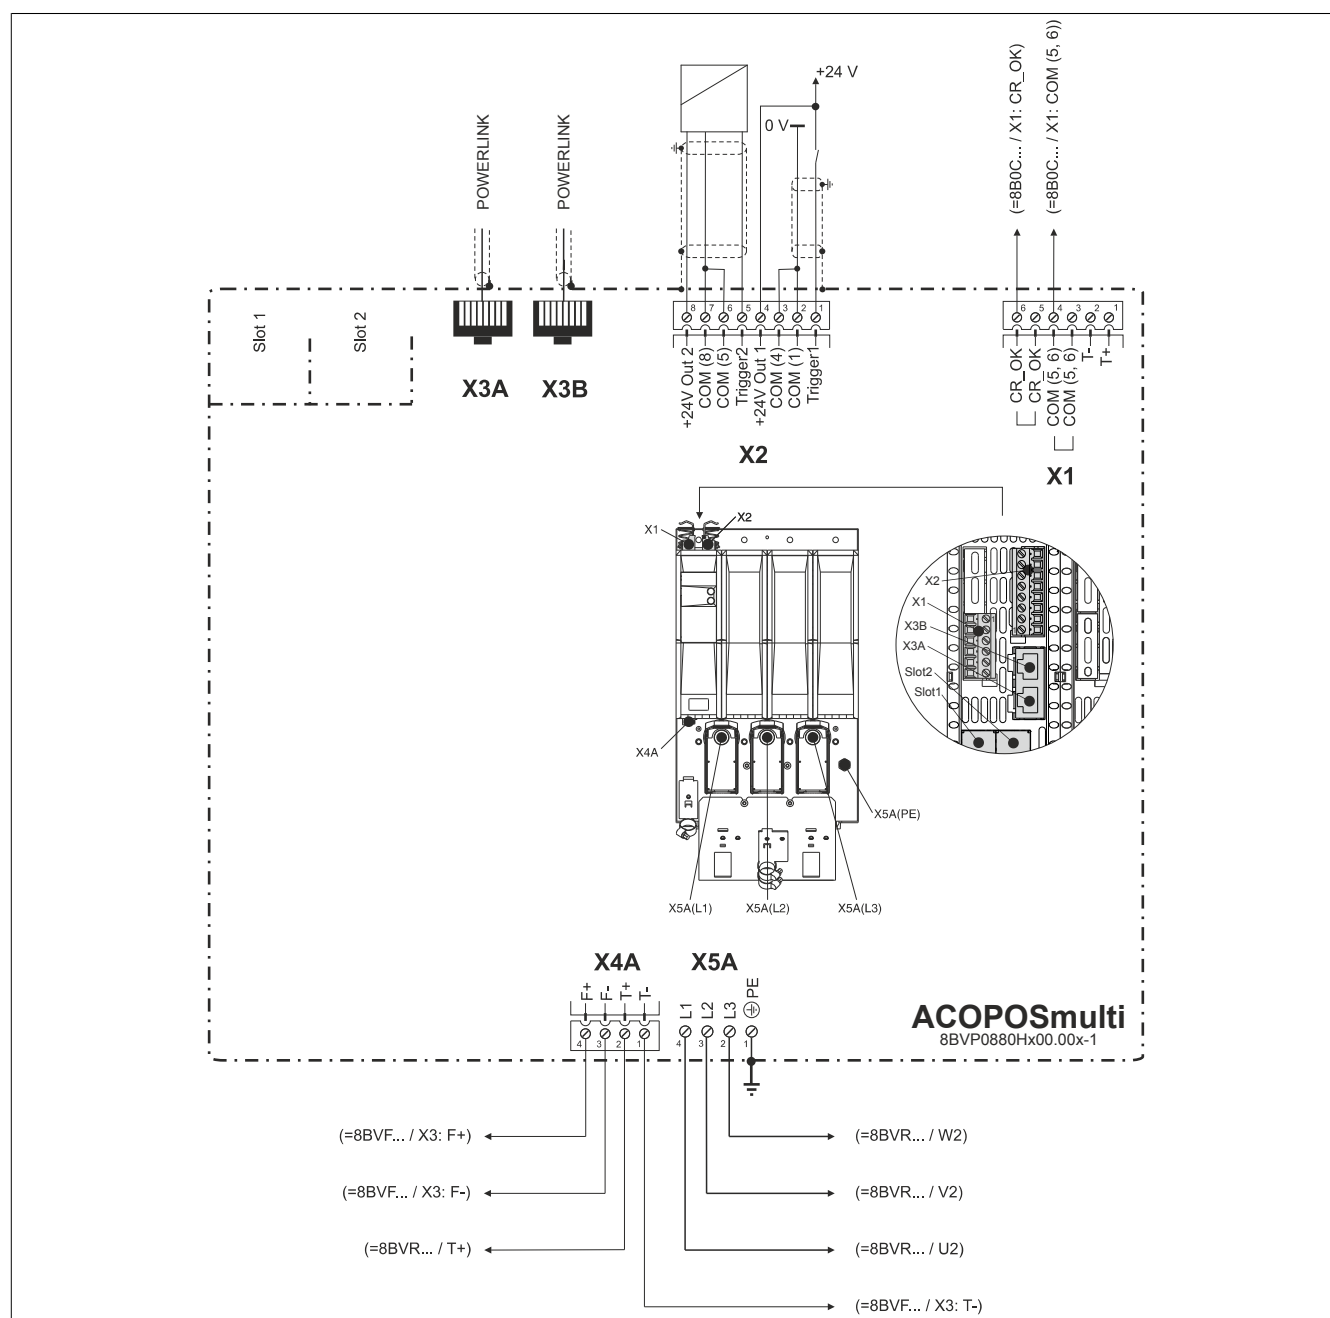 +24 V
0 V
POWERLINK
POWERLINK
(=8B0C... / X1: CR_OK)
(=8B0C... / X1: COM (5, 6))
Slot 1
Slot 2
X3A
X3B
8 7 6 5 4 3 2 1
+24V Out 2
COM (8)
COM (5)
Trigger2
+24V Out 1
COM (4)
COM (1)
Trigger1
X2
6 5 4 3 2 1
CR_OK
CR_OK
COM (5, 6)
COM (5, 6)
T-
T+
X1
X1
X2
X4A
X5A(PE)
X5A(L1)
X5A(L2)
X5A(L3)
X2
X1
X3B
X3A
Slot2
Slot1
X4A
F+
F-
T+
T-
4 3 2 1
X5A
L1
L2
L3
PE
4 3 2 1
ACOPOSmulti
8BVP0880Hx00.00x-1
(=8BVF... / X3: F+)
(=8BVR... / W2)
(=8BVF... / X3: F-)
(=8BVR... / V2)
(=8BVR... / T+)
(=8BVR... / U2)
(=8BVF... / X3: T-)